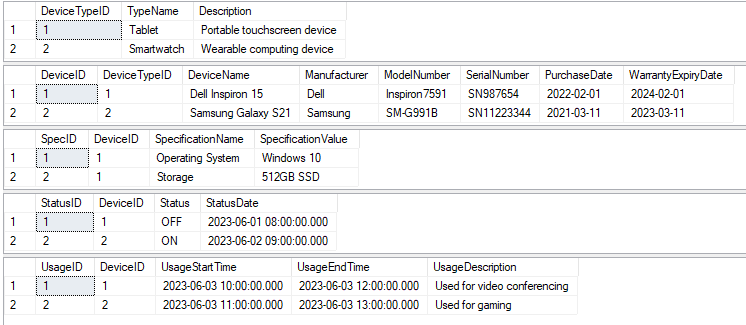 DeviceTypeID TypeName Description
1 1 Tablet Portable touchscreen device
2 2 Smartwatch Wearable computing device
DeviceID DeviceTypeID DeviceName Manufacturer ModelNumber SerialNumber PurchaseDate WarrantyExpiryDate
1 1 1 Dell Inspiron 15 Dell Inspiron7591 SN987654 2022-02-01 2024-02-01
2 2 2 Samsung Galaxy S21 Samsung SM-G991B SN11223344 2021-03-11 2023-03-11
SpecID DeviceID SpecificationName SpecificationValue
1 1 1 Operating System Windows 10
2 2 1 Storage 512GB SSD
StatusID DeviceID Status StatusDate
1 1 1 OFF 2023-06-01 08:00:00.000
2 2 2 ON 2023-06-02 09:00:00.000
UsageID DeviceID UsageStartTime UsageEndTime UsageDescription
1 1 1 2023-06-03 10:00:00.000 2023-06-03 12:00:00.000 Used for video conferencing
2 2 2 2023-06-03 11:00:00.000 2023-06-03 13:00:00.000 Used for gaming